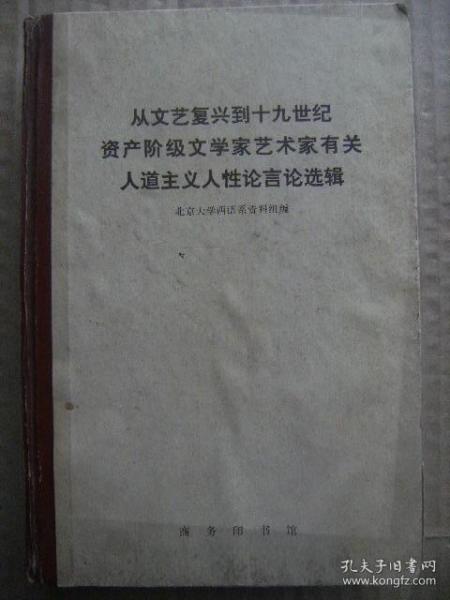 从文艺复兴到十九世纪
资产阶级文学家艺术家有关
人道主义人性论言论选辑
北京大学西语系资料组编
商务印书馆
孔夫子旧书网
www.kongfz.com